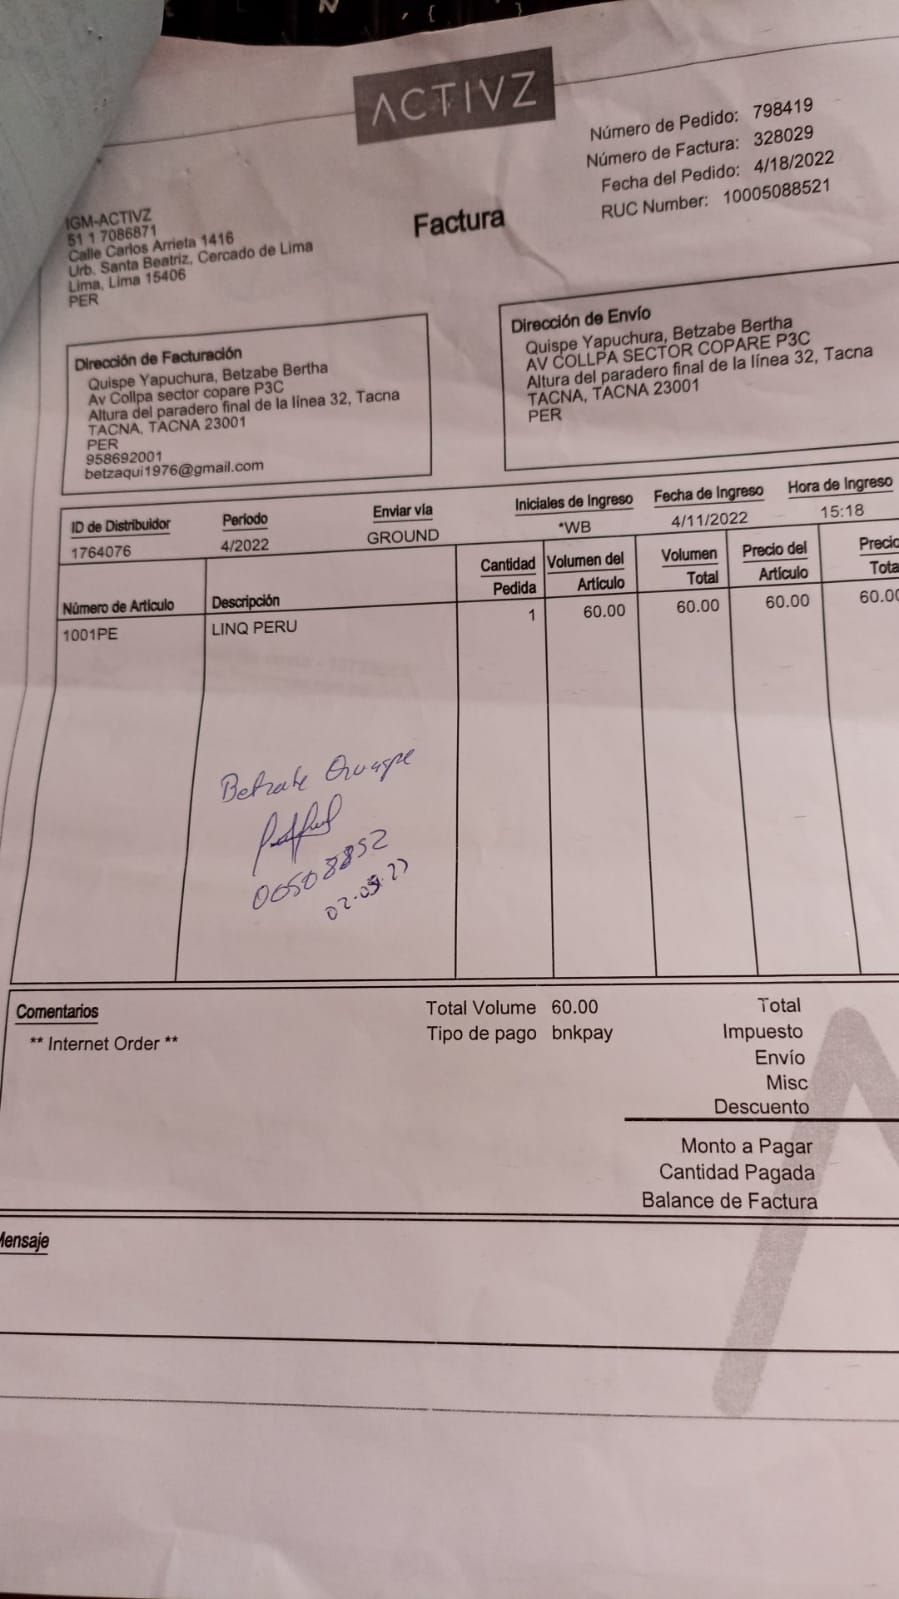 ACTIVZ
Número de Pedido: 798419
Número de Factura: 328029
Fecha del Pedido: 4/18/2022
RUC Number: 10005088521
Factura
IGM-ACTIVZ
51 1 7086871
Calle Carlos Arrieta 1416
Urb. Santa Beatriz, Cercado de Lima
Lima, Lima 15406
PER
Dirección de Facturación
Quispe Yapuchura, Betzabe Bertha
Av Collpa sector copare P3C
Altura del paradero final de la línea 32, Tacna
TACNA, TACNA 23001
PER
958692001
betzaqui1976@gmail.com
Dirección de Envío
Quispe Yapuchura, Betzabe Bertha
AV COLLPA SECTOR COPARE P3C
Altura del paradero final de la línea 32, Tacna
TACNA, TACNA 23001
PER
ID de Distribuidor Periodo Enviar vía Iniciales de Ingreso Fecha de Ingreso Hora de Ingreso
1764076 4/2022 GROUND *WB 4/11/2022 15:18
Número de Artículo Descripción Cantidad Pedida Volumen del Artículo Volumen Total Precio del Artículo Precio Tota
1001PE LINQ PERU 1 60.00 60.00 60.00 60.00
00508852
Comentarios
** Internet Order **
Total Volume 60.00
Tipo de pago bnkpay
Total
Impuesto
Envío
Misc
Descuento
Monto a Pagar
Cantidad Pagada
Balance de Factura
Mensaje